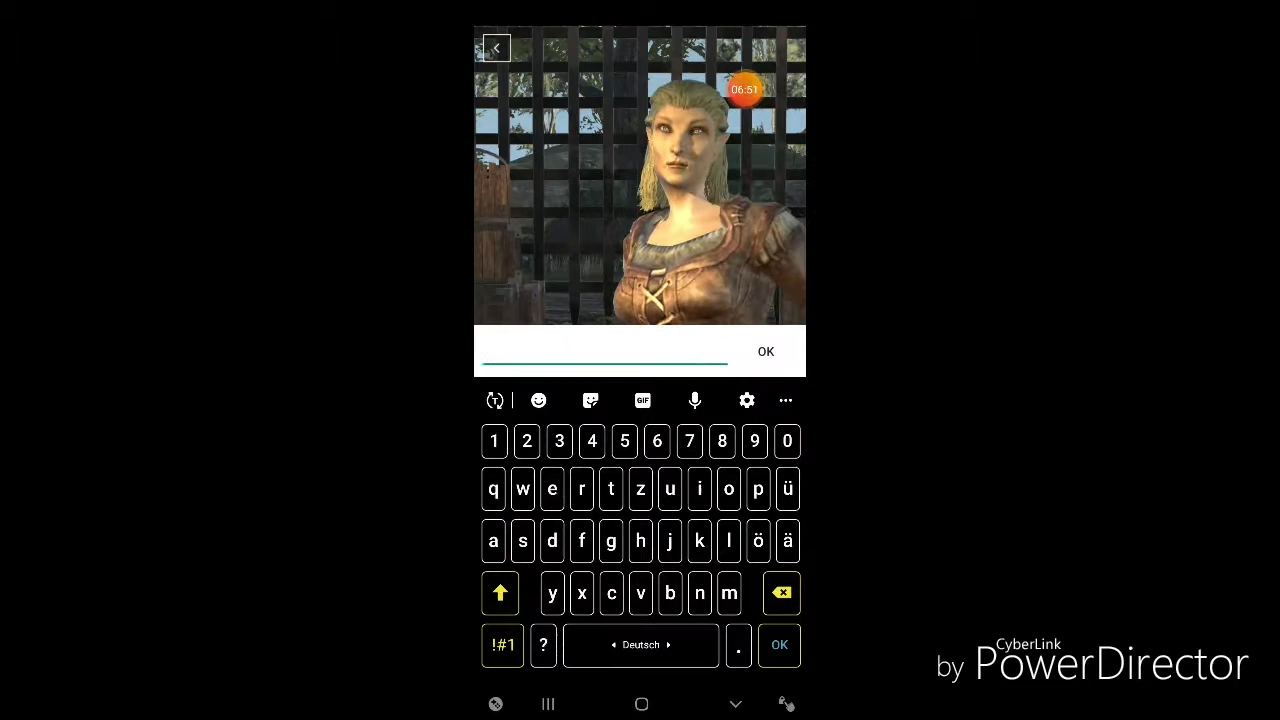 06:51
OK
GIF
1 2 3 4 5 6 7 8 9 0
q w e r t z u i o p ü
a s d f g h j k l ö ä
y x c v b n m
!#1 ? Deutsch . OK
CyberLink
by PowerDirector